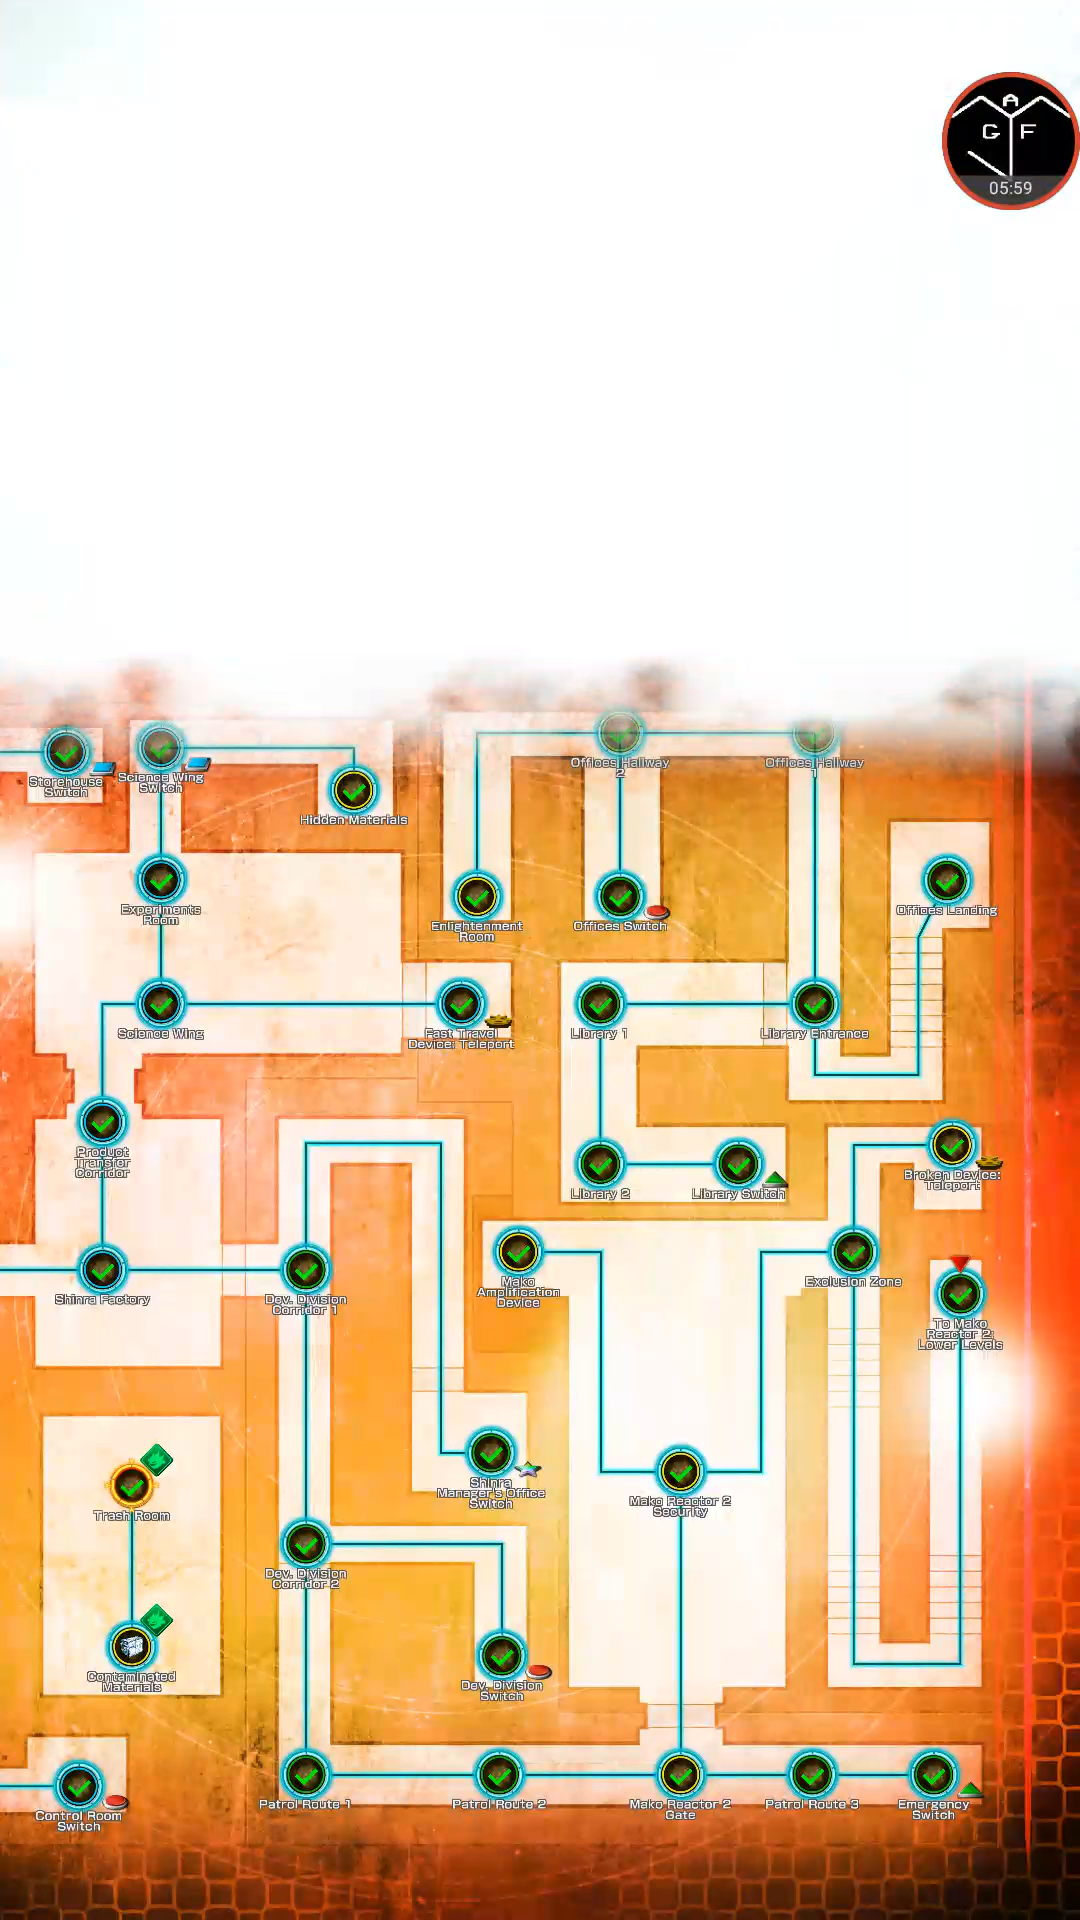 A
G F
05:59
Storehouse
Switch
Science Wing
Switch
Hidden Materials
Offices Hallway
2
Offices Hallway
1
Experiments
Room
Enlightenment
Room
Offices Switch
Offices Landing
Science Wing
Fast Travel
Device: Teleport
Library 1
Library Entrance
Product
Transfer
Corridor
Library 2
Library Switch
Broken Device:
Teleport
Shinra Factory
Dev. Division
Corridor 1
Mako
Amplification
Device
Exclusion Zone
To Mako
Reactor 2:
Lower Levels
Trash Room
Shinra
Manager's Office
Switch
Mako Reactor 2
Security
Dev. Division
Corridor 2
Contaminated
Materials
Dev. Division
Switch
Control Room
Switch
Patrol Route 1
Patrol Route 2
Mako Reactor 2
Gate
Patrol Route 3
Emergency
Switch